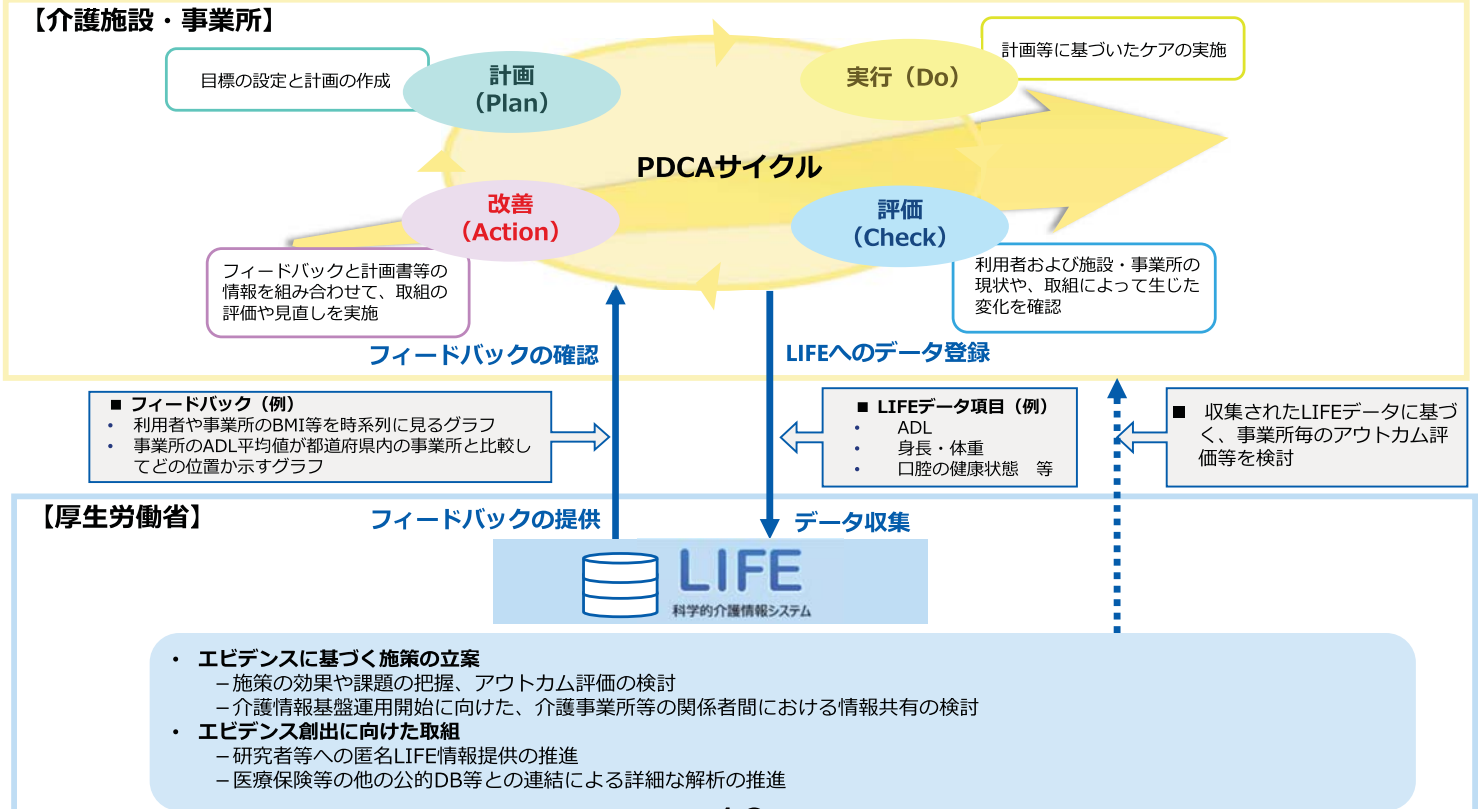 【介護施設・事業所】
目標の設定と計画の作成
計画
（Plan）
実行（Do）
計画等に基づいたケアの実施
PDCAサイクル
改善
（Action）
評価
（Check）
フィードバックと計画書等の
情報を組み合わせて、取組の
評価や見直しを実施
利用者および施設・事業所の
現状や、取組によって生じた
変化を確認
フィードバックの確認
LIFEへのデータ登録
■ フィードバック（例）
• 利用者や事業所のBMI等を時系列に見るグラフ
• 事業所のADL平均値が都道府県内の事業所と比較し
てどの位置か示すグラフ
■ LIFEデータ項目（例）
• ADL
• 身長・体重
• 口腔の健康状態　等
■ 収集されたLIFEデータに基づ
く、事業所毎のアウトカム評
価等を検討
【厚生労働省】
フィードバックの提供
データ収集
LIFE
科学的介護情報システム
• エビデンスに基づく施策の立案
－施策の効果や課題の把握、アウトカム評価の検討
－介護情報基盤運用開始に向けた、介護事業所等の関係者間における情報共有の検討
• エビデンス創出に向けた取組
－研究者等への匿名LIFE情報提供の推進
－医療保険等の他の公的DB等との連結による詳細な解析の推進